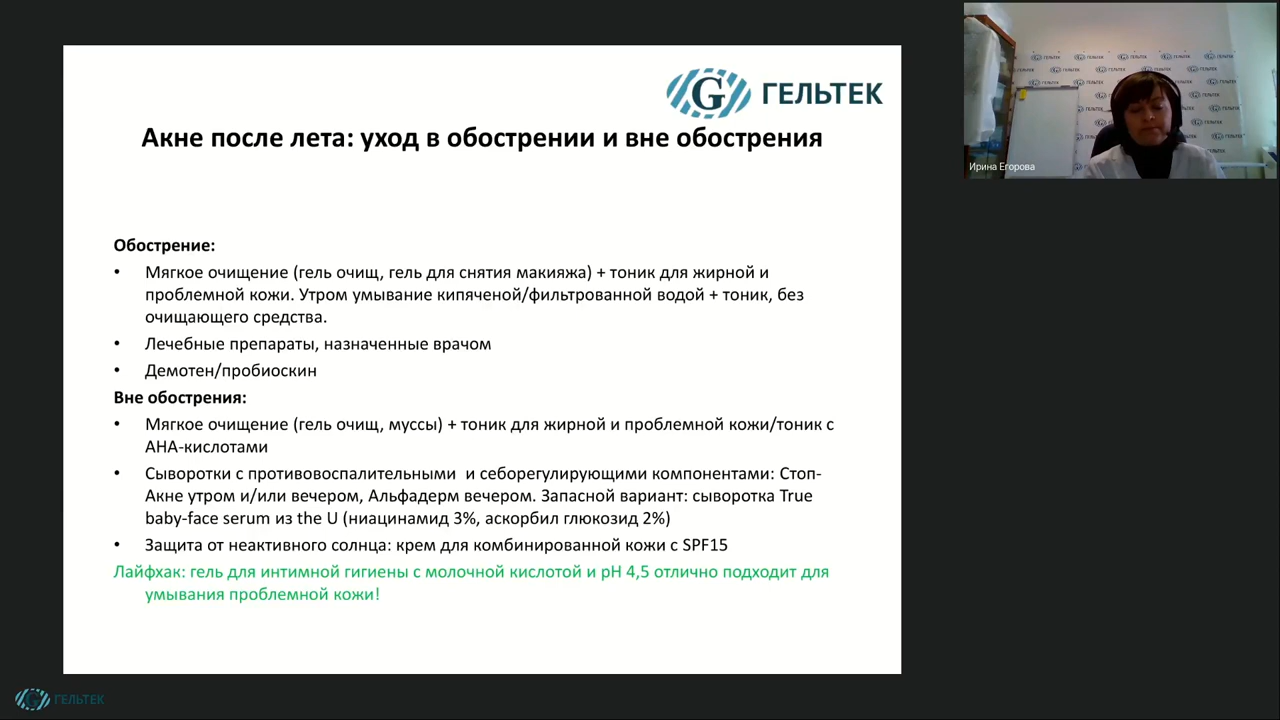 ГЕЛЬТЕК
Акне после лета: уход в обострении и вне обострения
Обострение:
• Мягкое очищение (гель очищ, гель для снятия макияжа) + тоник для жирной и
проблемной кожи. Утром умывание кипяченой/фильтрованной водой + тоник, без
очищающего средства.
• Лечебные препараты, назначенные врачом
• Демотен/пробиоскин
Вне обострения:
• Мягкое очищение (гель очищ, муссы) + тоник для жирной и проблемной кожи/тоник с
АНА-кислотами
• Сыворотки с противовоспалительными  и себорегулирующими компонентами: Стоп-
Акне утром и/или вечером, Альфадерм вечером. Запасной вариант: сыворотка True
baby-face serum из the U (ниацинамид 3%, аскорбил глюкозид 2%)
• Защита от неактивного солнца: крем для комбинированной кожи с SPF15
Лайфхак: гель для интимной гигиены с молочной кислотой и pH 4,5 отлично подходит для
умывания проблемной кожи!
Ирина Егорова
ГЕЛЬТЕК